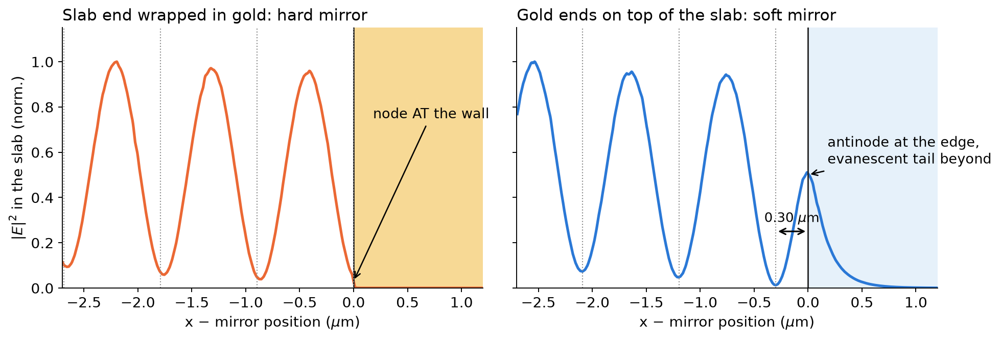 Slab end wrapped in gold: hard mirror
Gold ends on top of the slab: soft mirror
|E|² in the slab (norm.)
1.0
0.8
0.6
0.4
0.2
0.0
node AT the wall
−2.5 −2.0 −1.5 −1.0 −0.5 0.0 0.5 1.0
x − mirror position (μm)
antinode at the edge,
evanescent tail beyond
0.30 μm
−2.5 −2.0 −1.5 −1.0 −0.5 0.0 0.5 1.0
x − mirror position (μm)